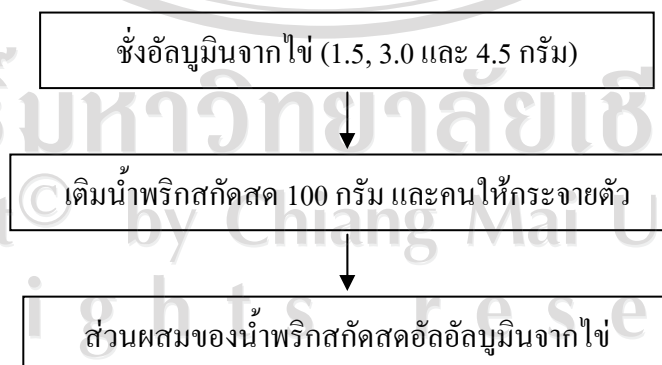 ชั่งอัลบูมินจากไข่ (1.5, 3.0 และ 4.5 กรัม)
เติมน้ำพริกสกัดสด 100 กรัม และคนให้กระจายตัว
© by Chiang Mai U
ส่วนผสมของน้ำพริกสกัดสดอัลอัลบูมินจากไข่